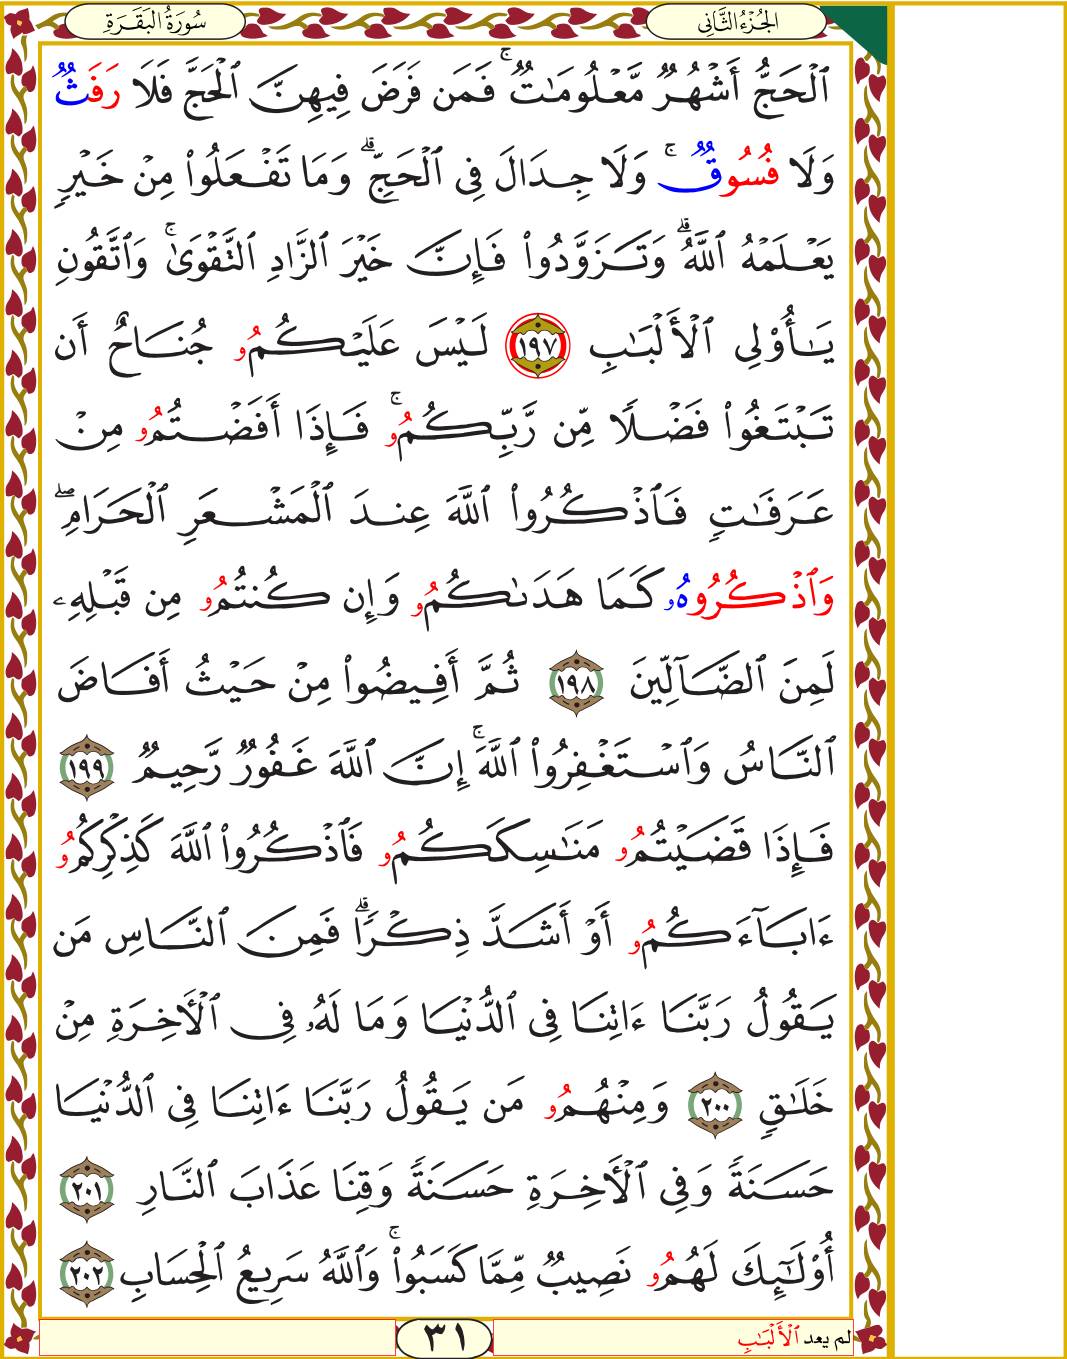 سُورَةُ البَقَرَةِ
الجُزْءُ الثَّانِي
ٱلْحَجُّ أَشْهُرٌ مَّعْلُومَٰتٌ ۚ فَمَن فَرَضَ فِيهِنَّ ٱلْحَجَّ فَلَا رَفَثٌ
وَلَا فُسُوقٌ ۚ وَلَا جِدَالَ فِى ٱلْحَجِّ ۗ وَمَا تَفْعَلُوا۟ مِنْ خَيْرٍ
يَعْلَمْهُ ٱللَّهُ ۗ وَتَزَوَّدُوا۟ فَإِنَّ خَيْرَ ٱلزَّادِ ٱلتَّقْوَىٰ ۚ وَٱتَّقُونِ
يَٰٓأُو۟لِى ٱلْأَلْبَٰبِ ١٩٧ لَيْسَ عَلَيْكُمُۥ جُنَاحٌ أَن
تَبْتَغُوا۟ فَضْلًا مِّن رَّبِّكُمُۥ ۚ فَإِذَا أَفَضْتُمُۥ مِنْ
عَرَفَٰتٍ فَٱذْكُرُوا۟ ٱللَّهَ عِندَ ٱلْمَشْعَرِ ٱلْحَرَامِ ۖ
وَٱذْكُرُوهُۥ كَمَا هَدَىٰكُمُۥ وَإِن كُنتُمُۥ مِن قَبْلِهِۦ
لَمِنَ ٱلضَّآلِّينَ ١٩٨ ثُمَّ أَفِيضُوا۟ مِنْ حَيْثُ أَفَاضَ
ٱلنَّاسُ وَٱسْتَغْفِرُوا۟ ٱللَّهَ ۚ إِنَّ ٱللَّهَ غَفُورٌ رَّحِيمٌ ١٩٩
فَإِذَا قَضَيْتُمُۥ مَنَٰسِكَكُمُۥ فَٱذْكُرُوا۟ ٱللَّهَ كَذِكْرِكُمُۥ
ءَابَآءَكُمُۥ أَوْ أَشَدَّ ذِكْرًا ۗ فَمِنَ ٱلنَّاسِ مَن
يَقُولُ رَبَّنَا ءَاتِنَا فِى ٱلدُّنْيَا وَمَا لَهُۥ فِى ٱلْأَخِرَةِ مِنْ
خَلَٰقٍ ٢٠٠ وَمِنْهُمُۥ مَن يَقُولُ رَبَّنَا ءَاتِنَا فِى ٱلدُّنْيَا
حَسَنَةً وَفِى ٱلْأَخِرَةِ حَسَنَةً وَقِنَا عَذَابَ ٱلنَّارِ ٢٠١
أُو۟لَٰٓئِكَ لَهُمُۥ نَصِيبٌ مِّمَّا كَسَبُوا۟ ۚ وَٱللَّهُ سَرِيعُ ٱلْحِسَابِ ٢٠٢
لم يعد ٱلْأَلْبَٰبِ
٣١